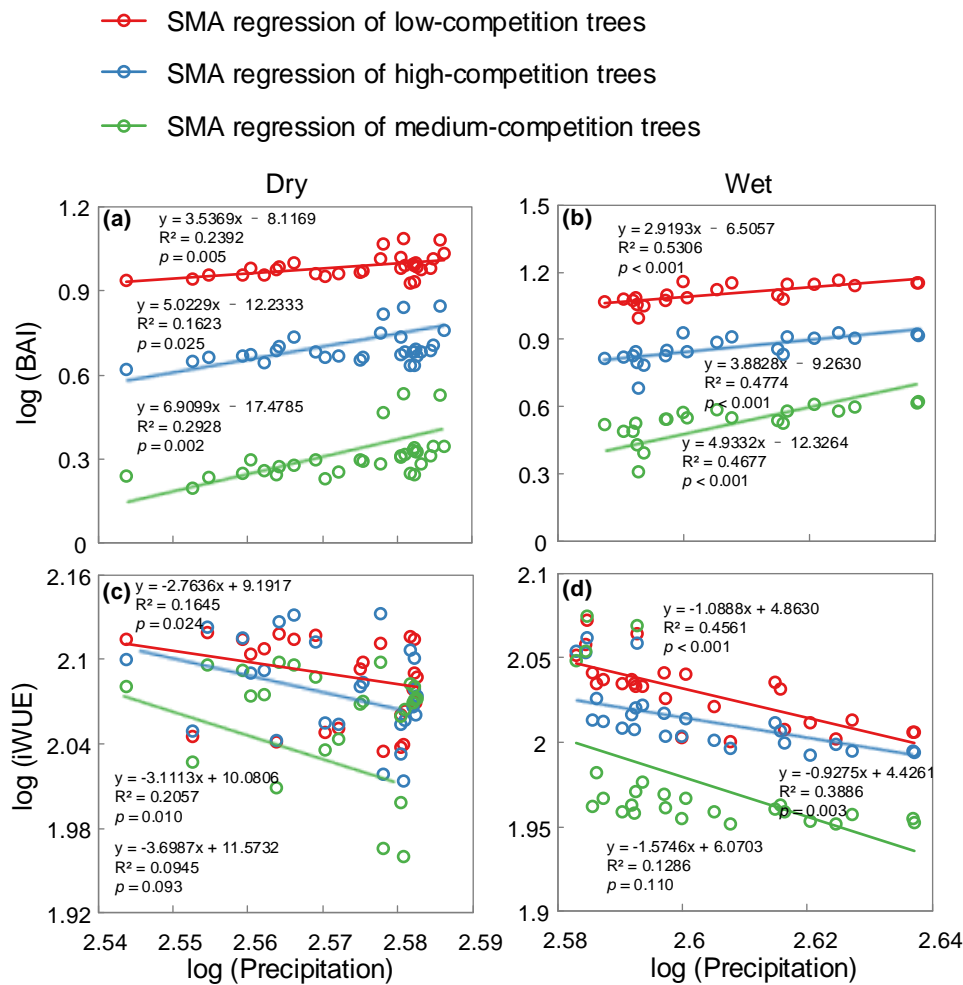 SMA regression of low-competition trees
SMA regression of high-competition trees
SMA regression of medium-competition trees
Dry
Wet
log (BAI)
1.2
0.9
0.6
0.3
0
(a)
y = 3.5369x − 8.1169
R² = 0.2392
p = 0.005
y = 5.0229x − 12.2333
R² = 0.1623
p = 0.025
y = 6.9099x − 17.4785
R² = 0.2928
p = 0.002
1.5
1.2
0.9
0.6
0.3
0
(b)
y = 2.9193x − 6.5057
R² = 0.5306
p < 0.001
y = 3.8828x − 9.2630
R² = 0.4774
p < 0.001
y = 4.9332x − 12.3264
R² = 0.4677
p < 0.001
log (iWUE)
2.16
2.1
2.04
1.98
1.92
(c)
y = -2.7636x + 9.1917
R² = 0.1645
p = 0.024
y = -3.1113x + 10.0806
R² = 0.2057
p = 0.010
y = -3.6987x + 11.5732
R² = 0.0945
p = 0.093
2.54
2.55
2.56
2.57
2.58
2.59
log (Precipitation)
2.1
2.05
2
1.95
1.9
(d)
y = -1.0888x + 4.8630
R² = 0.4561
p < 0.001
y = -0.9275x + 4.4261
R² = 0.3886
p = 0.003
y = -1.5746x + 6.0703
R² = 0.1286
p = 0.110
2.58
2.6
2.62
2.64
log (Precipitation)